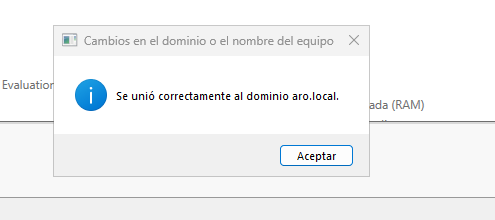 Cambios en el dominio o el nombre del equipo
Evaluation
Se unió correctamente al dominio aro.local.
ada (RAM)
Aceptar